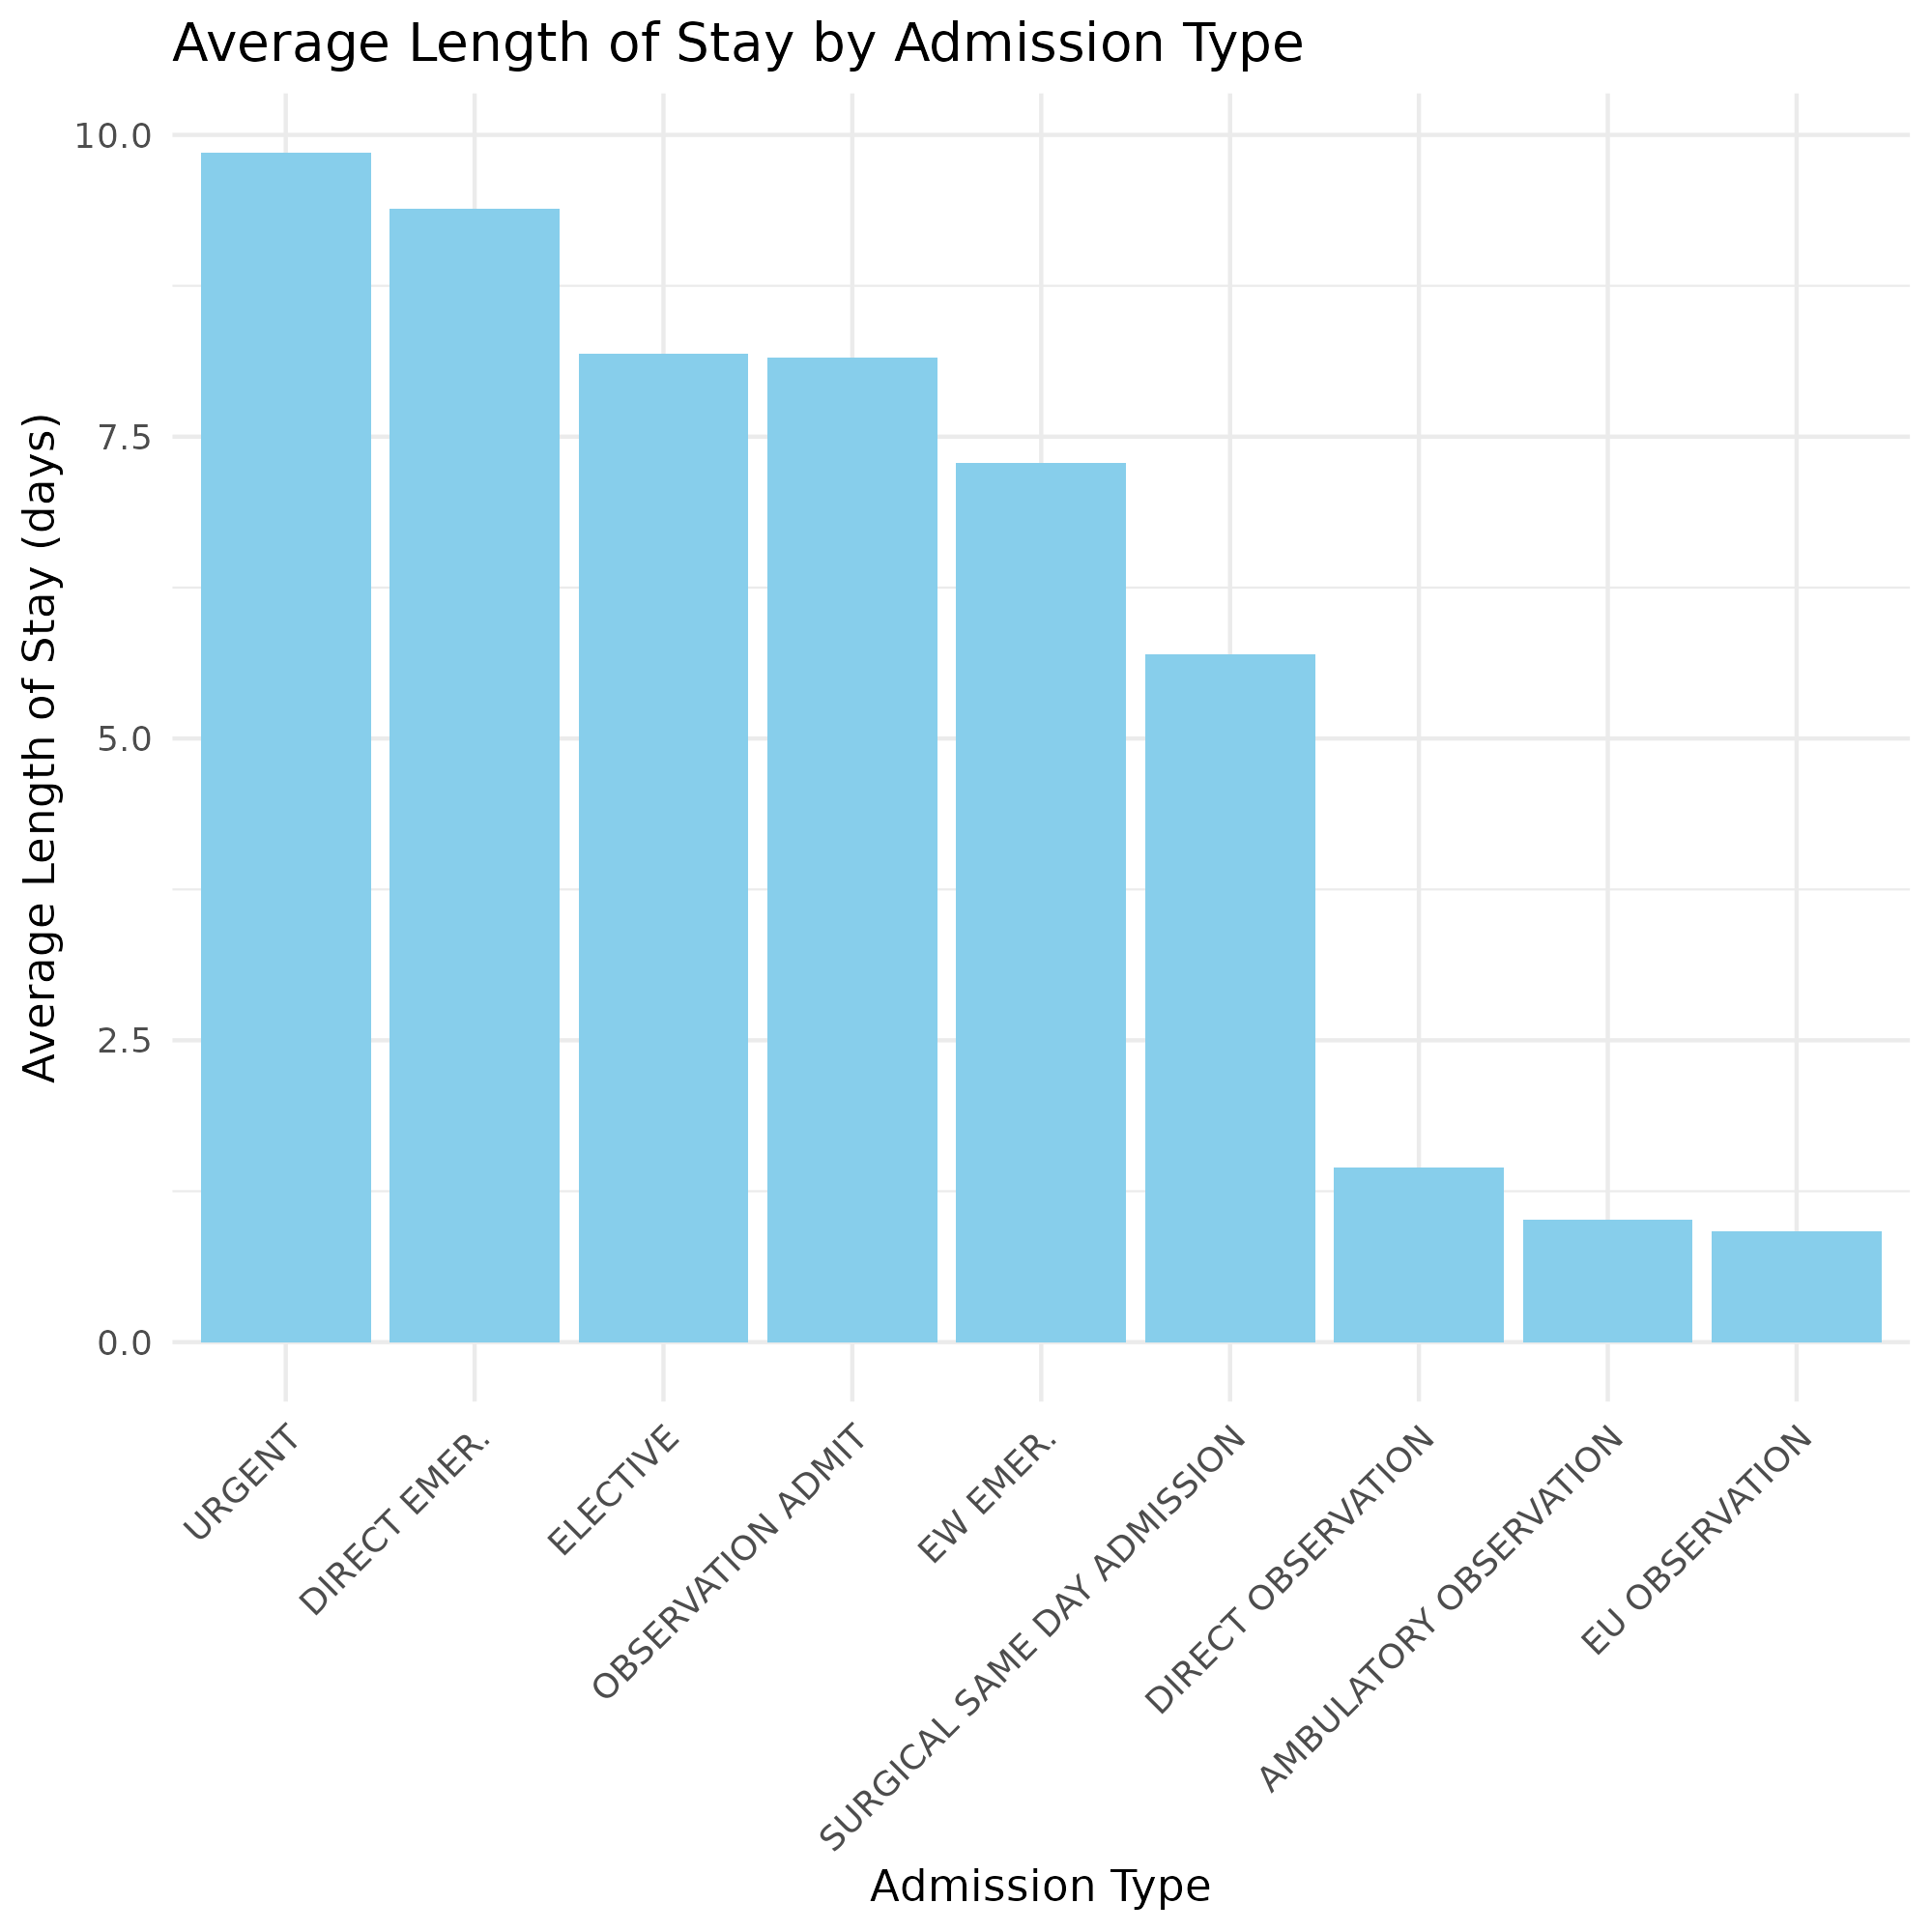 Average Length of Stay by Admission Type
Average Length of Stay (days)
10.0
7.5
5.0
2.5
0.0
URGENT
DIRECT EMER.
ELECTIVE
OBSERVATION ADMIT
EW EMER.
SURGICAL SAME DAY ADMISSION
DIRECT OBSERVATION
AMBULATORY OBSERVATION
EU OBSERVATION
Admission Type